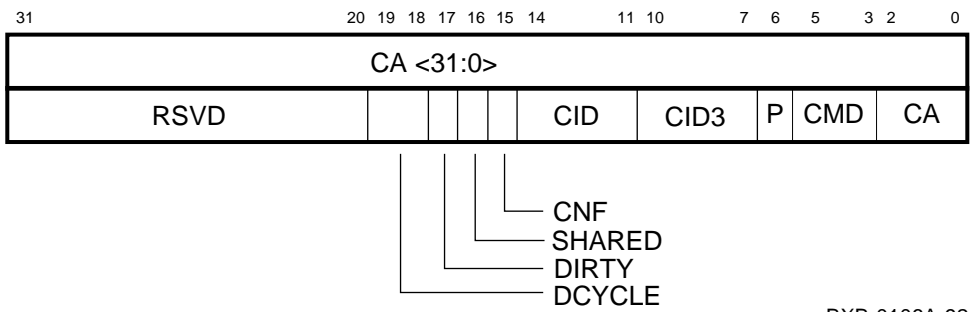 31 20 19 18 17 16 15 14 11 10 7 6 5 3 2 0
CA <31:0>
RSVD CID CID3 P CMD CA
CNF
SHARED
DIRTY
DCYCLE